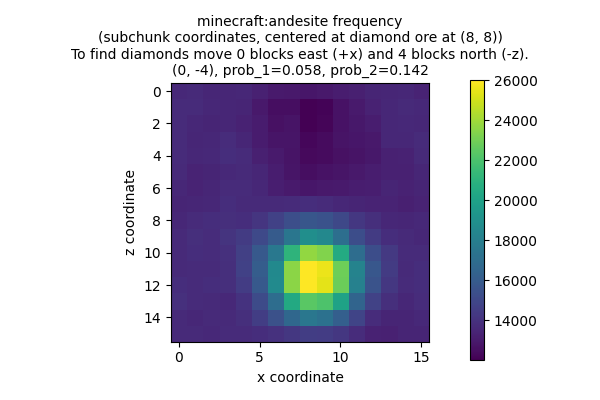 minecraft:andesite frequency
(subchunk coordinates, centered at diamond ore at (8, 8))
To find diamonds move 0 blocks east (+x) and 4 blocks north (-z).
(0, -4), prob_1=0.058, prob_2=0.142
0
2
4
6
8
10
12
14
z coordinate
0 5 10 15
x coordinate
26000
24000
22000
20000
18000
16000
14000